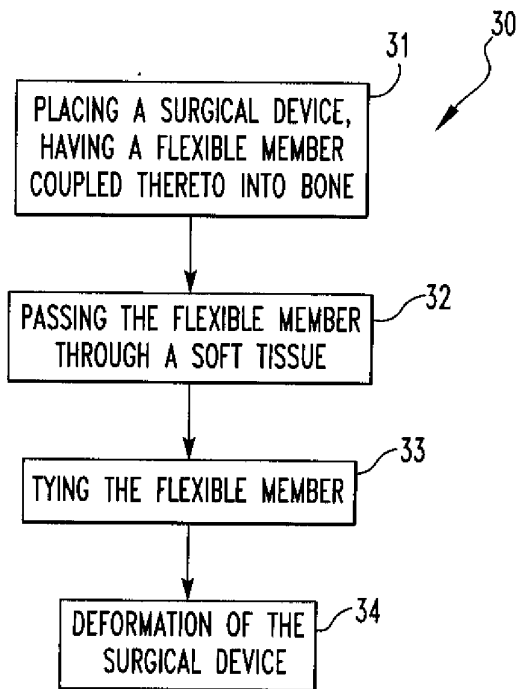 30
31
PLACING A SURGICAL DEVICE,
HAVING A FLEXIBLE MEMBER
COUPLED THERETO INTO BONE
32
PASSING THE FLEXIBLE MEMBER
THROUGH A SOFT TISSUE
33
TYING THE FLEXIBLE MEMBER
34
DEFORMATION OF THE
SURGICAL DEVICE